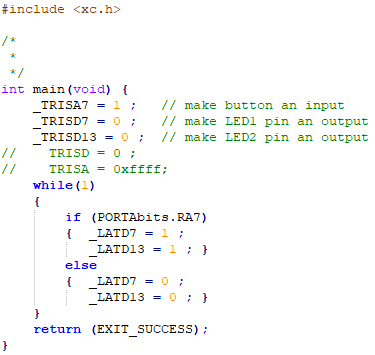 #include <xc.h>
/*
*
*/
int main(void) {
_TRISA7 = 1 ; // make button an input
_TRISD7 = 0 ; // make LED1 pin an output
_TRISD13 = 0 ; // make LED2 pin an output
// TRISD = 0 ;
// TRISA = 0xffff;
while(1)
{
if (PORTAbits.RA7)
{ _LATD7 = 1 ;
_LATD13 = 1 ; }
else
{ _LATD7 = 0 ;
_LATD13 = 0 ; }
}
return (EXIT_SUCCESS);
}